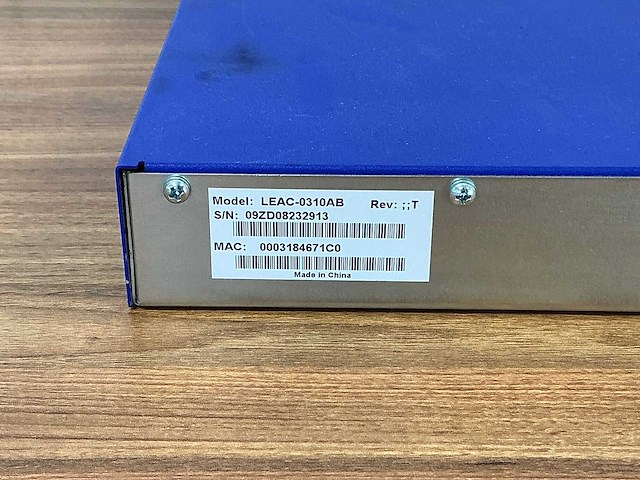 Model: LEAC-0310AB Rev: ;;T
S/N: 09ZD08232913
MAC: 0003184671C0
Made in China